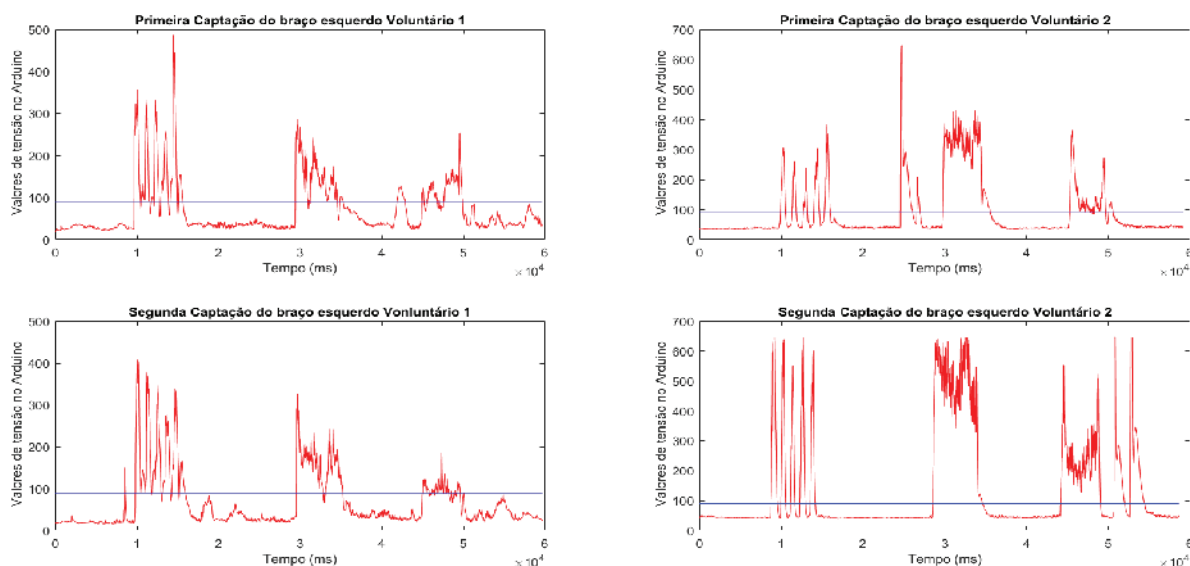 Primeira Captação do braço esquerdo Voluntário 1
500
400
300
200
100
0
Valores de tensão no Arduino
0 1 2 3 4 5 6
×10⁴
Tempo (ms)
Primeira Captação do braço esquerdo Voluntário 2
700
600
500
400
300
200
100
0
Valores de tensão no Arduino
0 1 2 3 4 5 6
×10⁴
Tempo (ms)
Segunda Captação do braço esquerdo Vonluntário 1
500
400
300
200
100
0
Valores de tensão no Arduino
0 1 2 3 4 5 6
×10⁴
Tempo (ms)
Segunda Captação do braço esquerdo Voluntário 2
700
600
500
400
300
200
100
0
Valores de tensão no Arduino
0 1 2 3 4 5 6
×10⁴
Tempo (ms)